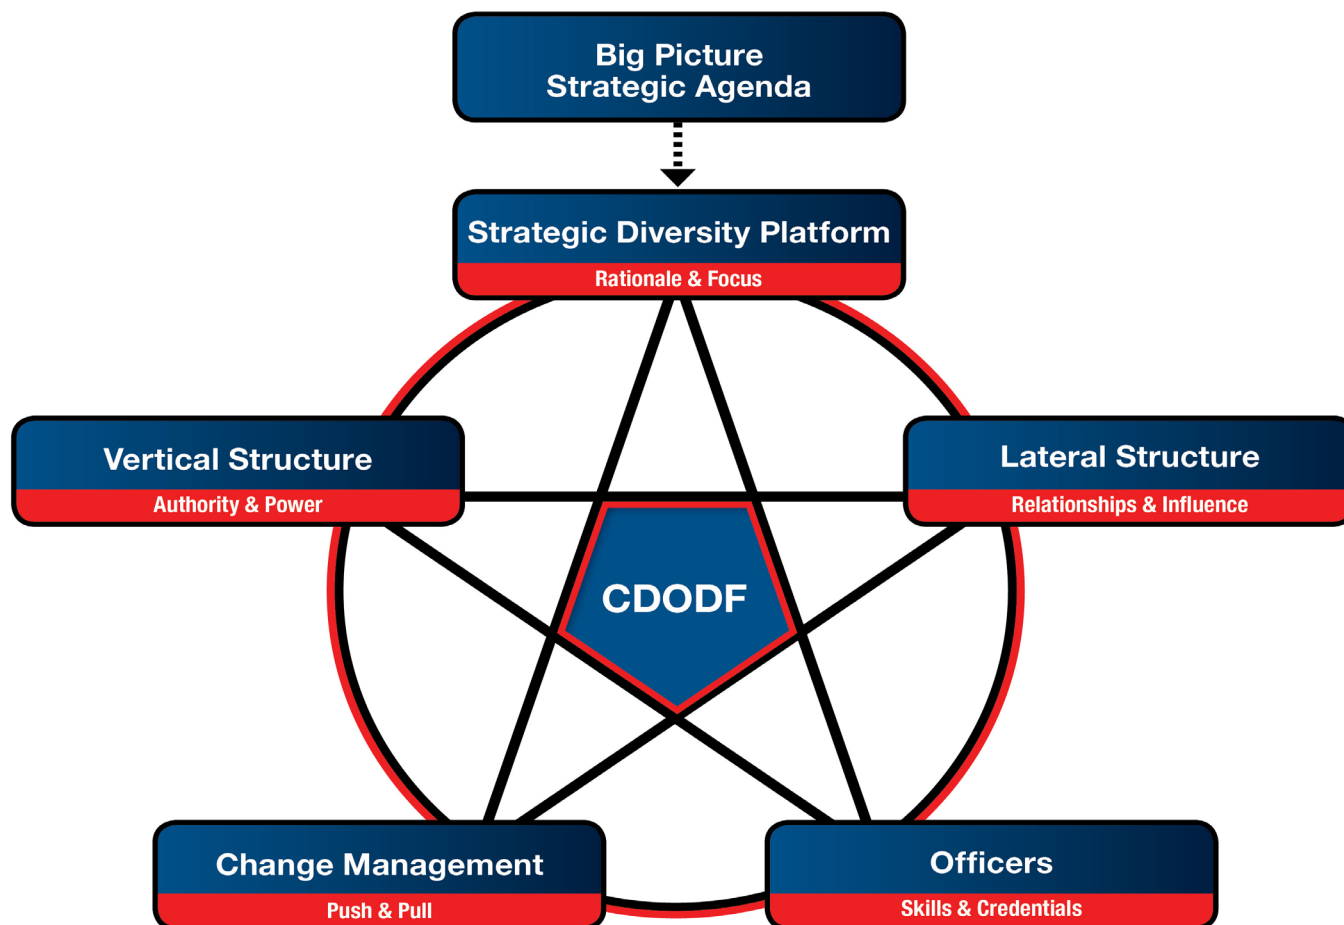 Big Picture
Strategic Agenda
Strategic Diversity Platform
Rationale & Focus
Vertical Structure
Authority & Power
Lateral Structure
Relationships & Influence
CDODF
Change Management
Push & Pull
Officers
Skills & Credentials